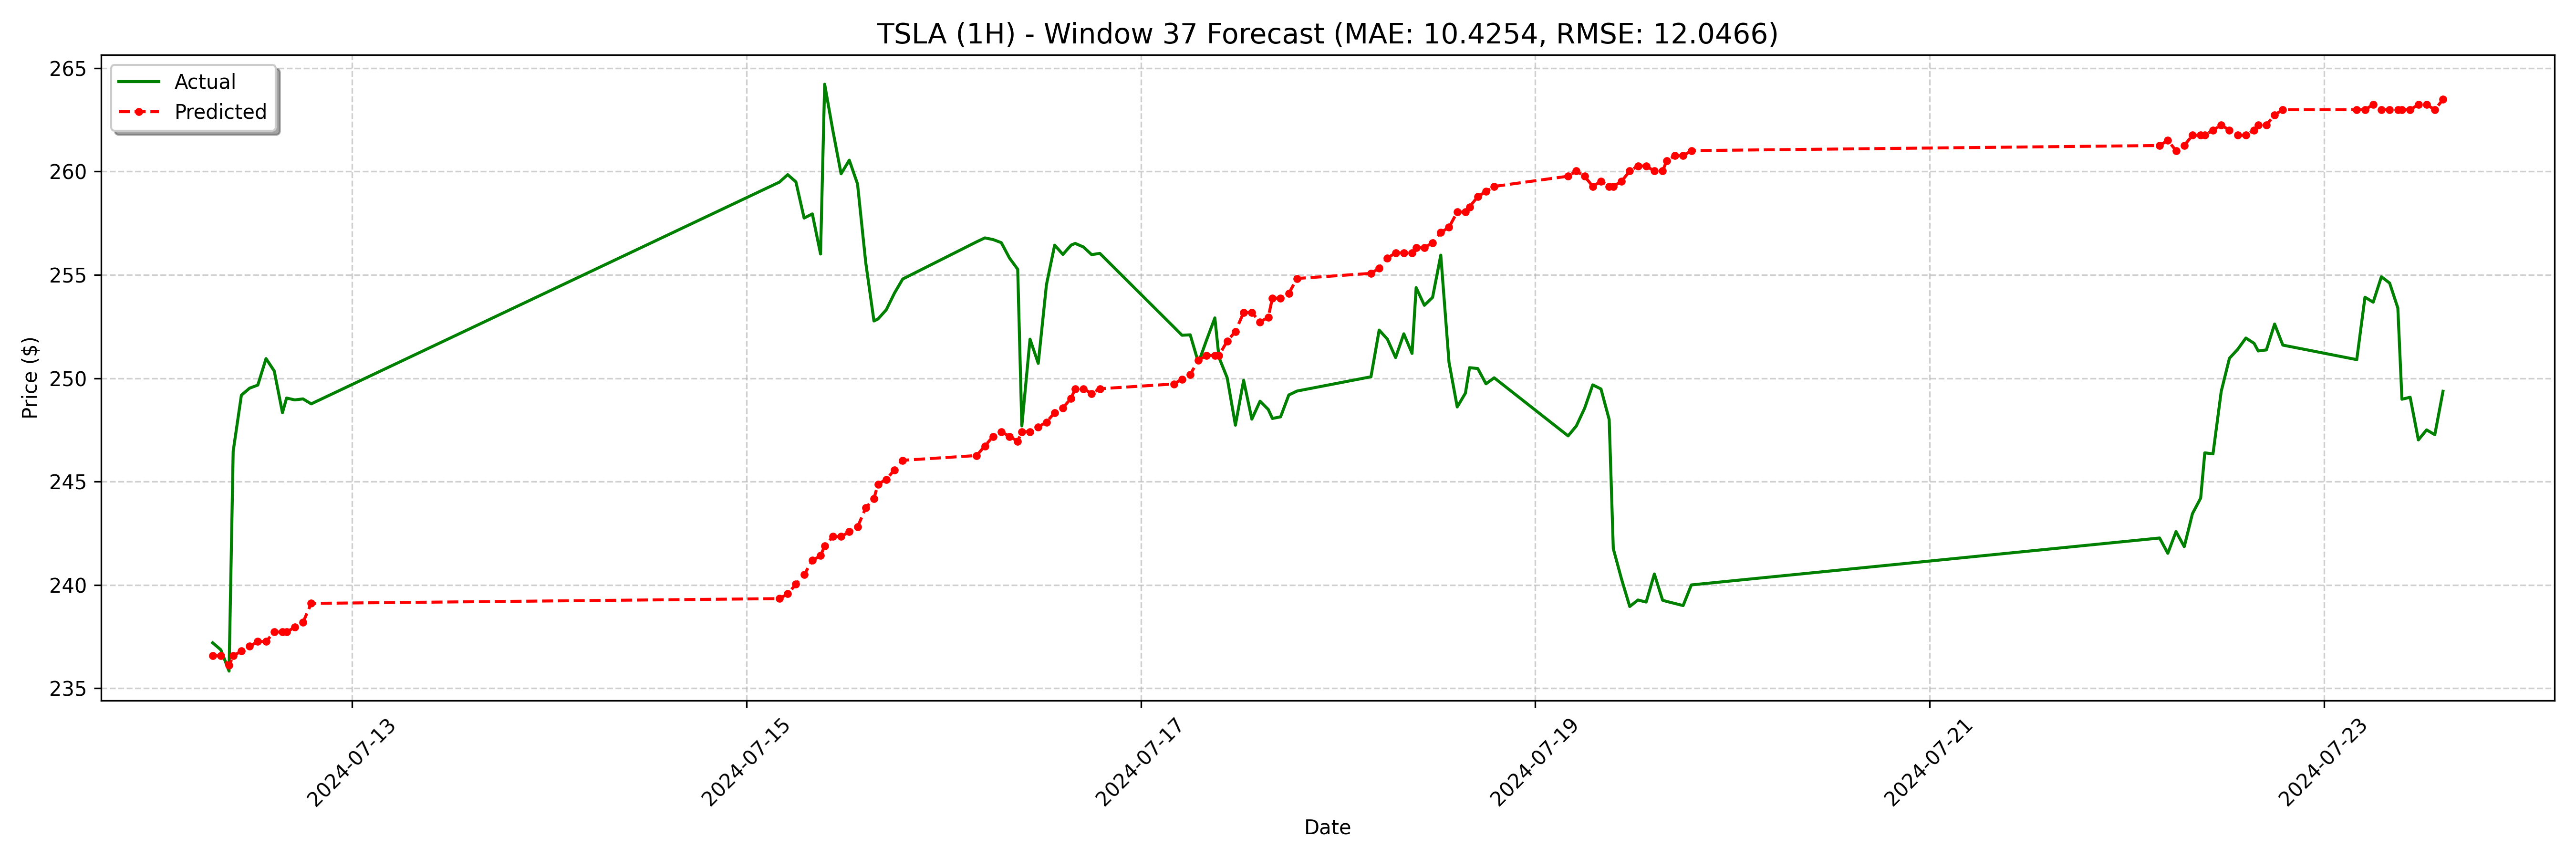 TSLA (1H) - Window 37 Forecast (MAE: 10.4254, RMSE: 12.0466)
Actual
Predicted
Price ($)
265
260
255
250
245
240
235
2024-07-13
2024-07-15
2024-07-17
2024-07-19
2024-07-21
2024-07-23
Date